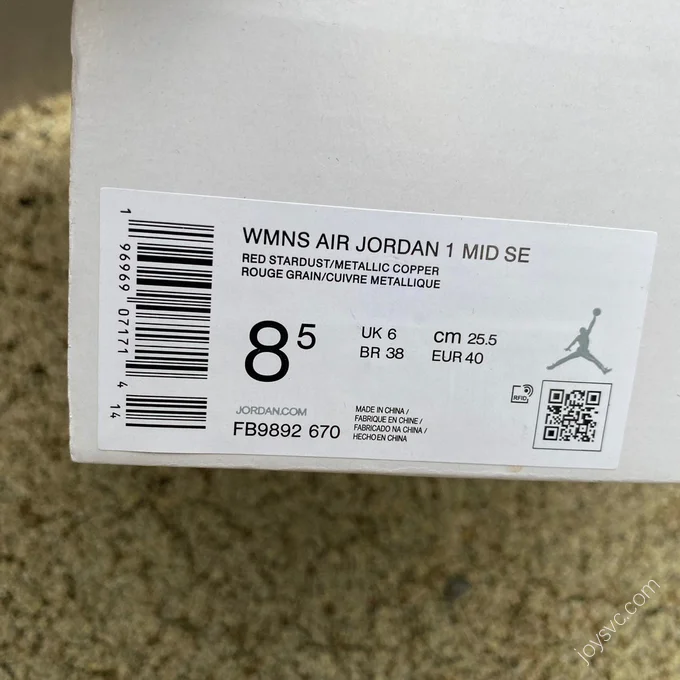 WMNS AIR JORDAN 1 MID SE
RED STARDUST/METALLIC COPPER
ROUGE GRAIN/CUIVRE METALLIQUE
8 5
UK 6
BR 38
cm 25.5
EUR 40
JORDAN.COM
FB9892 670
MADE IN CHINA /
FABRIQUE EN CHINE /
FABRICADO NA CHINA /
HECHO EN CHINA
RFID
1 96969 07171 4 14
joysvc.com